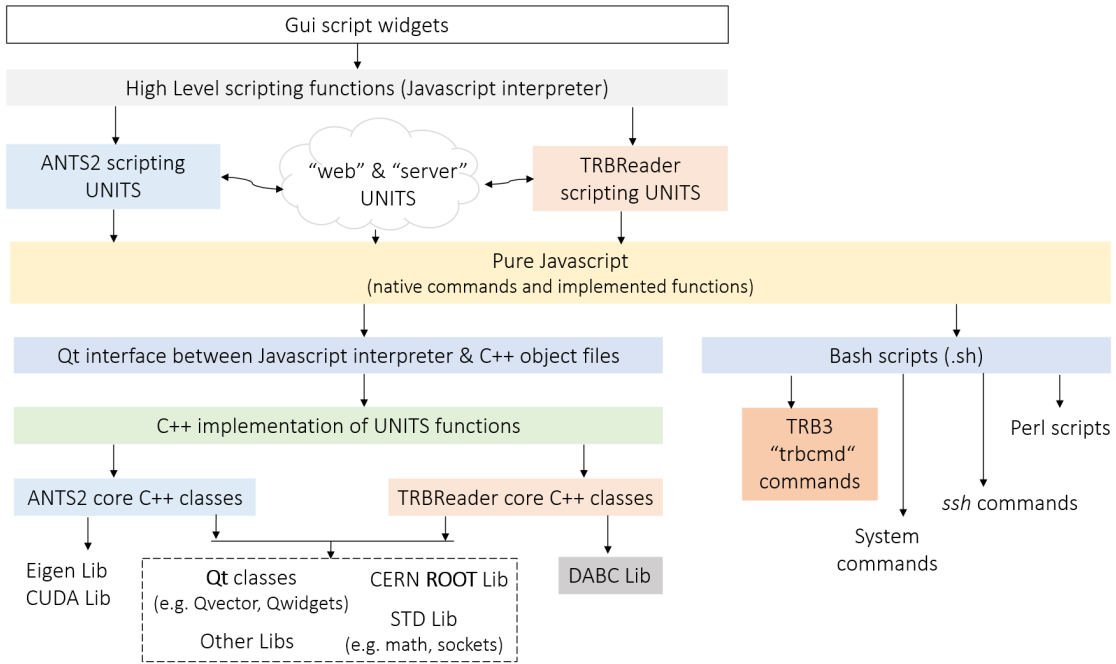 Gui script widgets
High Level scripting functions (Javascript interpreter)
ANTS2 scripting
UNITS
“web” & “server”
UNITS
TRBReader
scripting UNITS
Pure Javascript
(native commands and implemented functions)
Qt interface between Javascript interpreter & C++ object files
Bash scripts (.sh)
C++ implementation of UNITS functions
TRB3
“trbcmd“
commands
Perl scripts
ANTS2 core C++ classes
TRBReader core C++ classes
ssh commands
System
commands
Eigen Lib
CUDA Lib
Qt classes
(e.g. Qvector, Qwidgets)
Other Libs
CERN ROOT Lib
STD Lib
(e.g. math, sockets)
DABC Lib